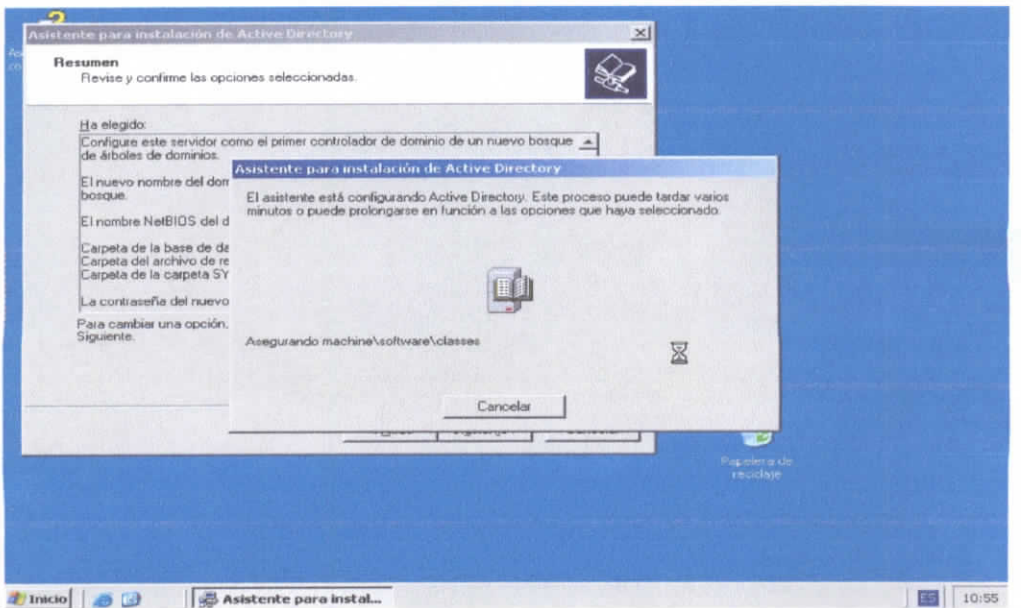 Asistente para instalación de Active Directory
Resumen
Revise y confirme las opciones seleccionadas.
Ha elegido:
Configure este servidor como el primer controlador de dominio de un nuevo bosque
de árboles de dominios.
El nuevo nombre del dom
bosque.
El nombre NetBIOS del d
Carpeta de la base de da
Carpeta del archivo de re
Carpeta de la carpeta SY
La contraseña del nuevo
Para cambiar una opción,
Siguiente.
Asistente para instalación de Active Directory
El asistente está configurando Active Directory. Este proceso puede tardar varios
minutos o puede prolongarse en función a las opciones que haya seleccionado.
Asegurando machine\software\classes
Cancelar
Papelera de
reciclaje
Inicio
Asistente para instal...
ES
10:55